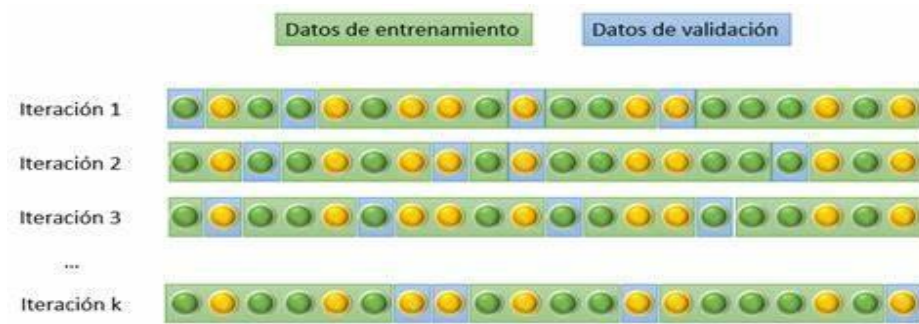 Datos de entrenamiento
Datos de validación
Iteración 1
Iteración 2
Iteración 3
...
Iteración k